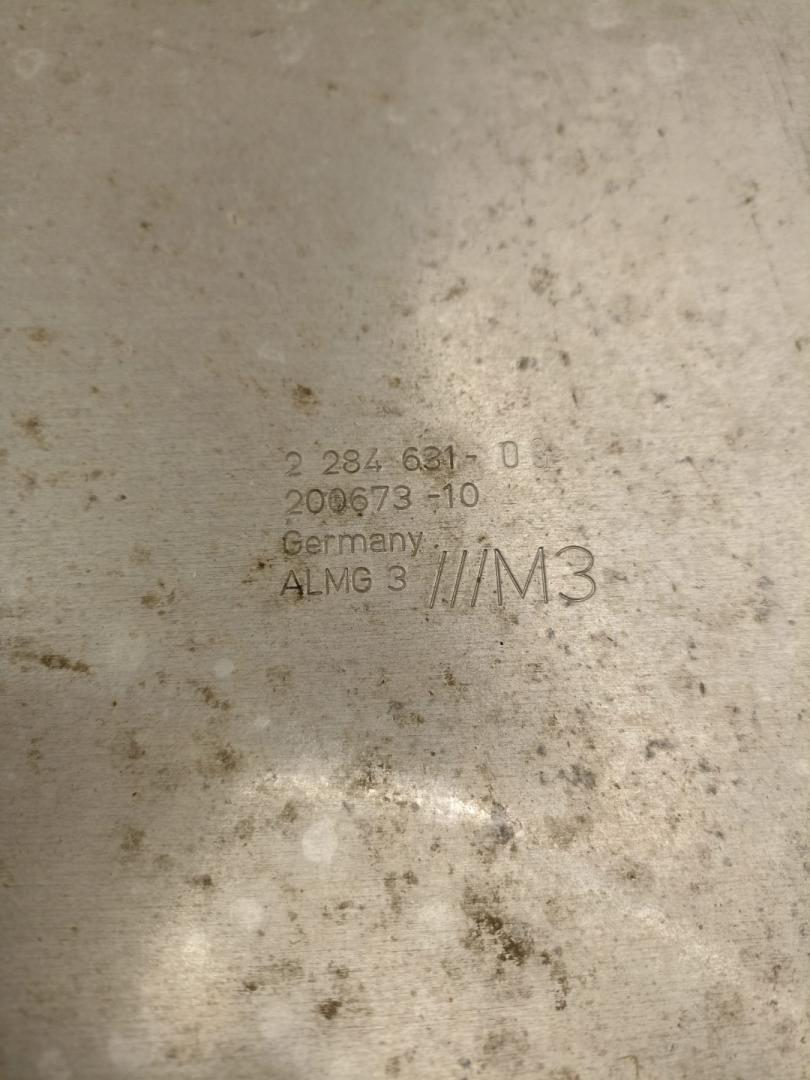 2 284 631-
200673 -10
Germany
ALMG 3 ///M3